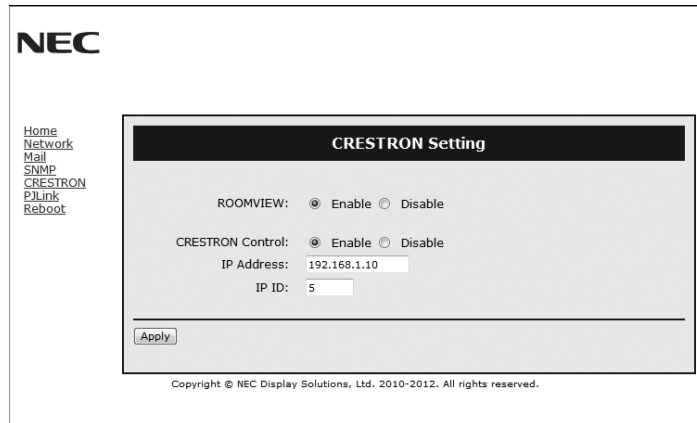 NEC
Home
Network
Mail
SNMP
CRESTRON
PJLink
Reboot
CRESTRON Setting
ROOMVIEW: Enable Disable
CRESTRON Control: Enable Disable
IP Address: 192.168.1.10
IP ID: 5
Apply
Copyright © NEC Display Solutions, Ltd. 2010-2012. All rights reserved.